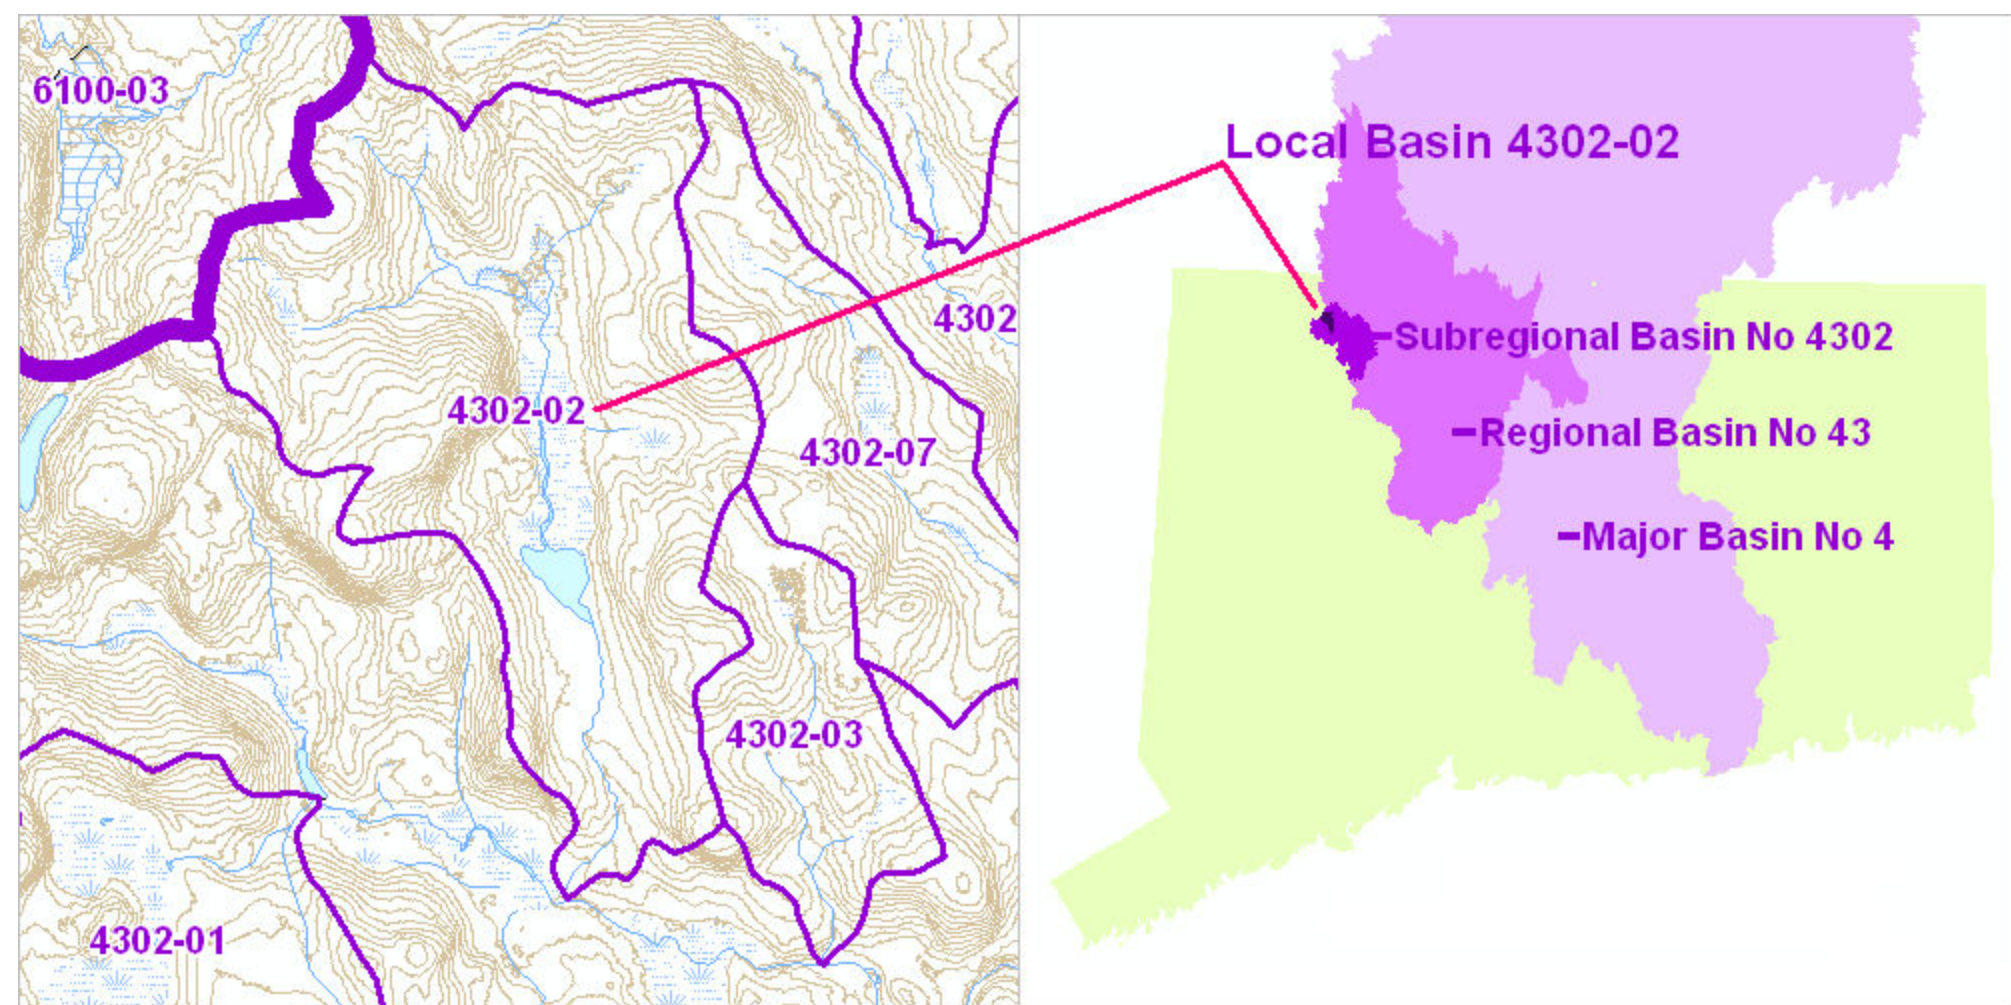 6100-03
4302-02
4302
4302-07
4302-03
4302-01
Local Basin 4302-02
Subregional Basin No 4302
Regional Basin No 43
Major Basin No 4